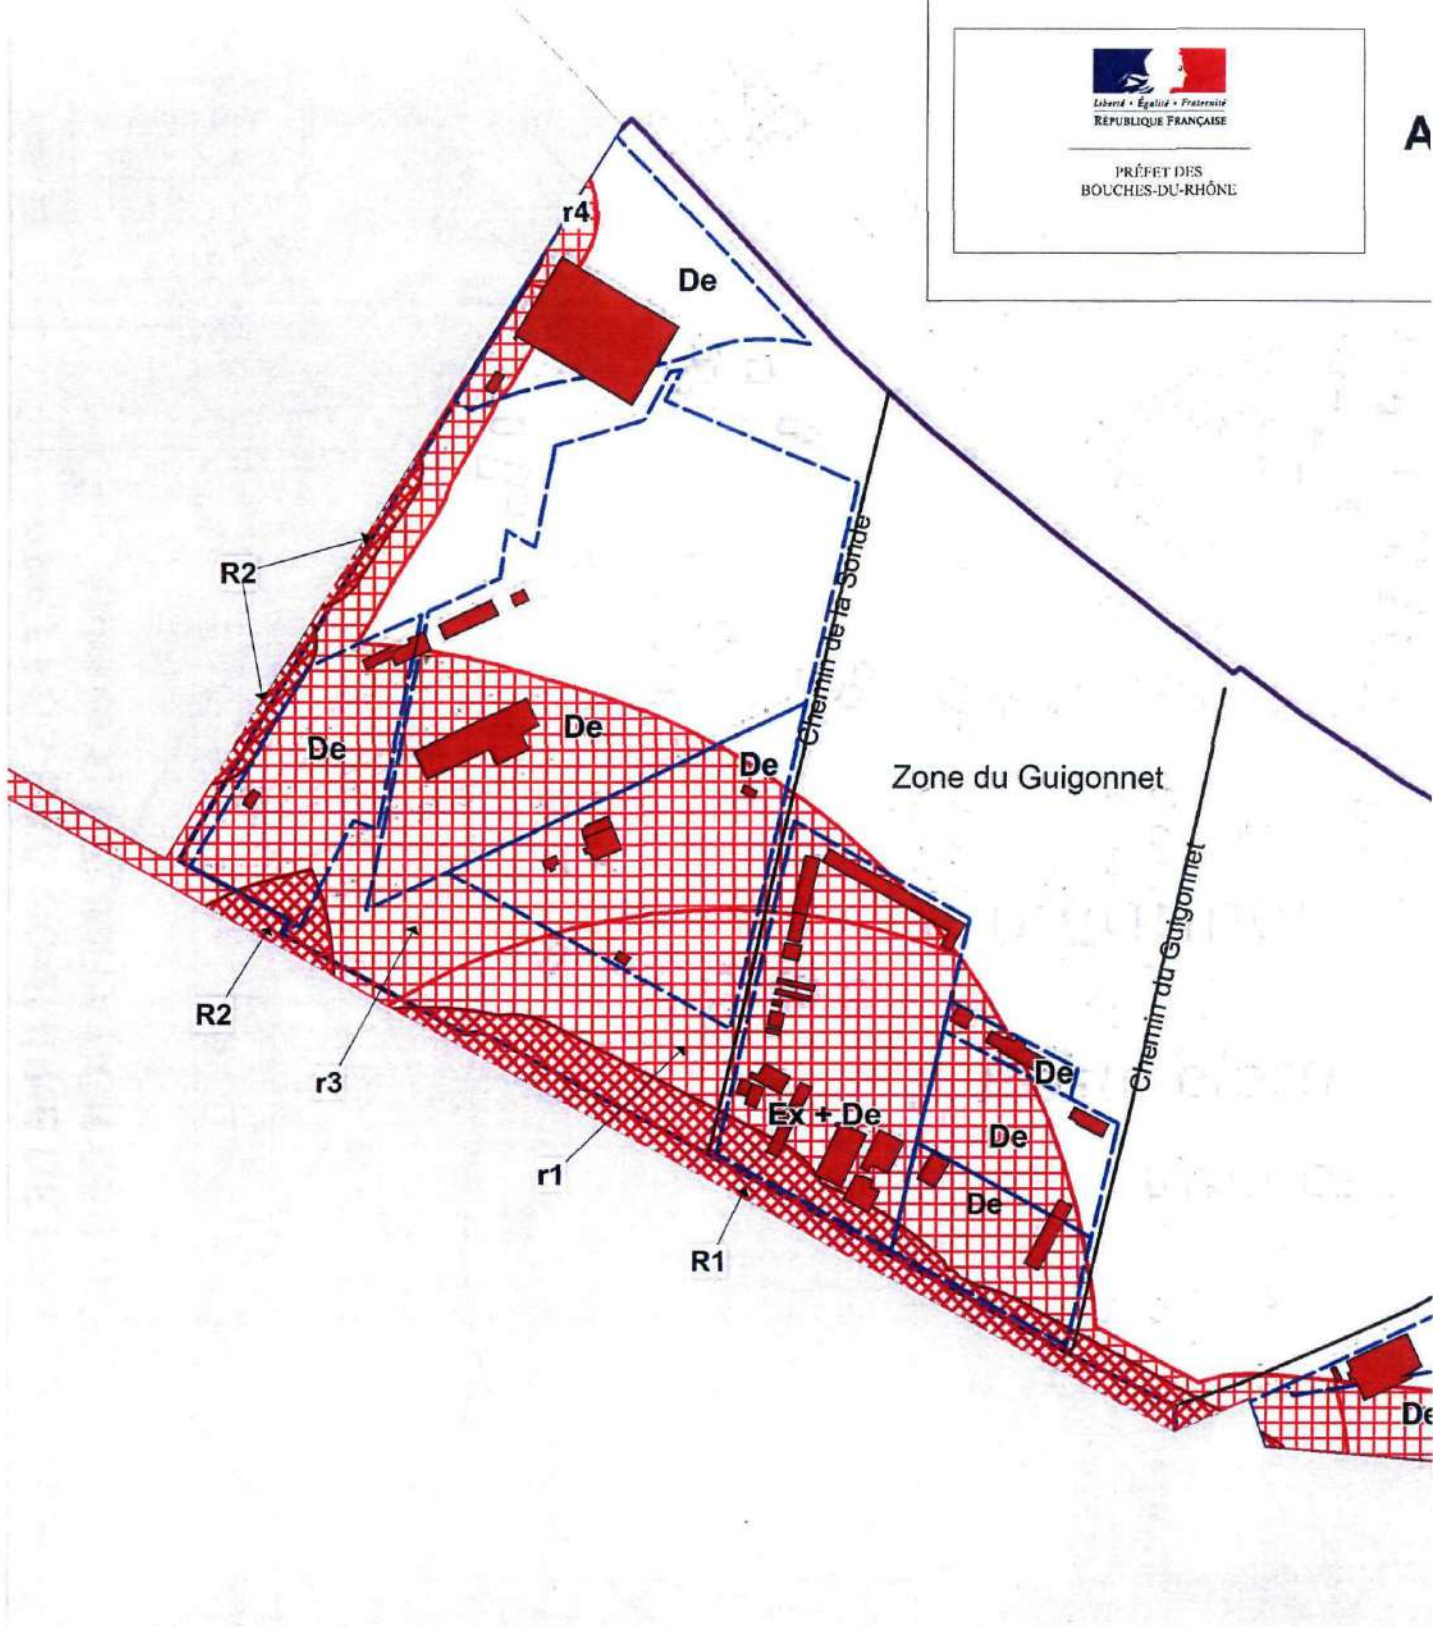 Liberté • Égalité • Fraternité
RÉPUBLIQUE FRANÇAISE
PRÉFET DES
BOUCHES-DU-RHÔNE
A
r4
De
R2
Chemin de la Sonde
De
De
De
Zone du Guigonnet
Chemin du Guigonnet
R2
r3
De
Ex + De
De
r1
De
R1
De